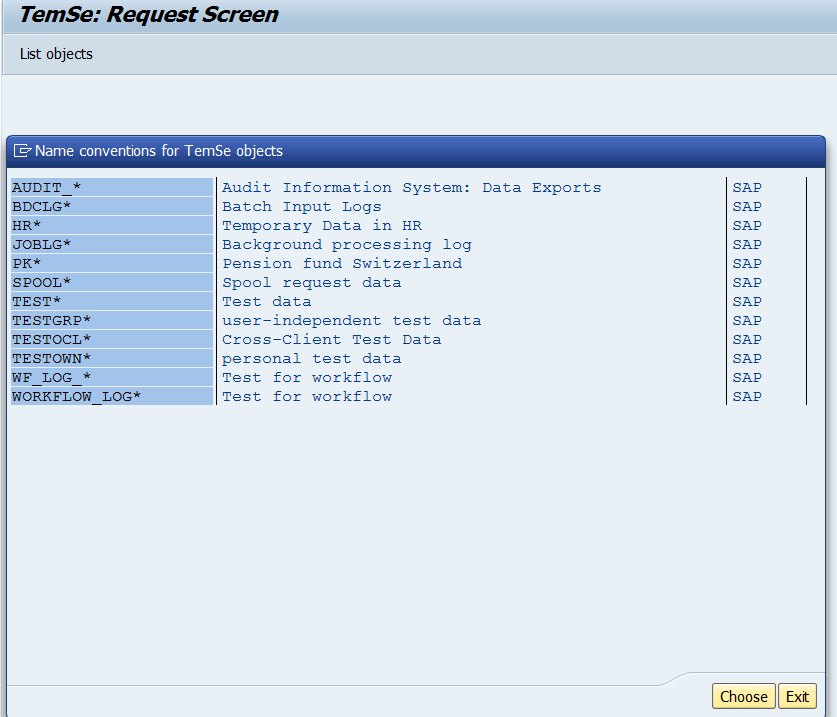 TemSe: Request Screen
List objects
Name conventions for TemSe objects
AUDIT_* Audit Information System: Data Exports SAP
BDCLG* Batch Input Logs SAP
HR* Temporary Data in HR SAP
JOBLG* Background processing log SAP
PK* Pension fund Switzerland SAP
SPOOL* Spool request data SAP
TEST* Test data SAP
TESTGRP* user-independent test data SAP
TESTOCL* Cross-Client Test Data SAP
TESTOWN* personal test data SAP
WF_LOG_* Test for workflow SAP
WORKFLOW_LOG* Test for workflow SAP
Choose Exit